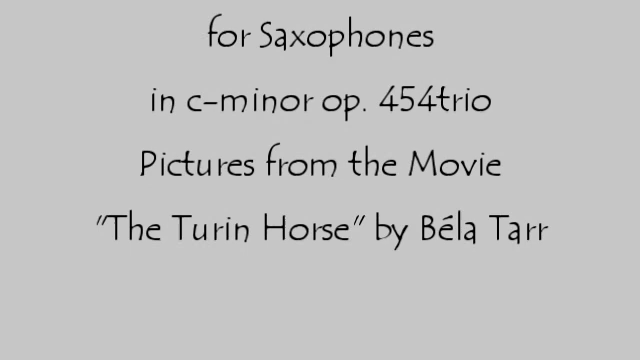 for Saxophones
in c-minor op. 454trio
Pictures from the Movie
"The Turin Horse" by Béla Tarr